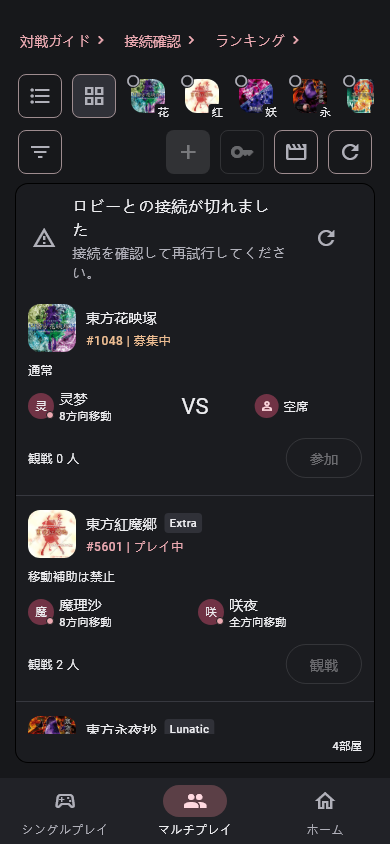 対戦ガイド
接続確認
ランキング
花
红
妖
永
ロビーとの接続が切れまし
た
接続を確認して再試行してくださ
い。
東方花映塚
#1048 | 募集中
通常
灵 灵梦
8方向移動
VS
空席
観戦 0 人
参加
東方紅魔郷 Extra
#5601 | プレイ中
移動補助は禁止
魔 魔理沙
8方向移動
咲 咲夜
全方向移動
観戦 2 人
観戦
東方永夜抄 Lunatic
4部屋
シングルプレイ
マルチプレイ
ホーム